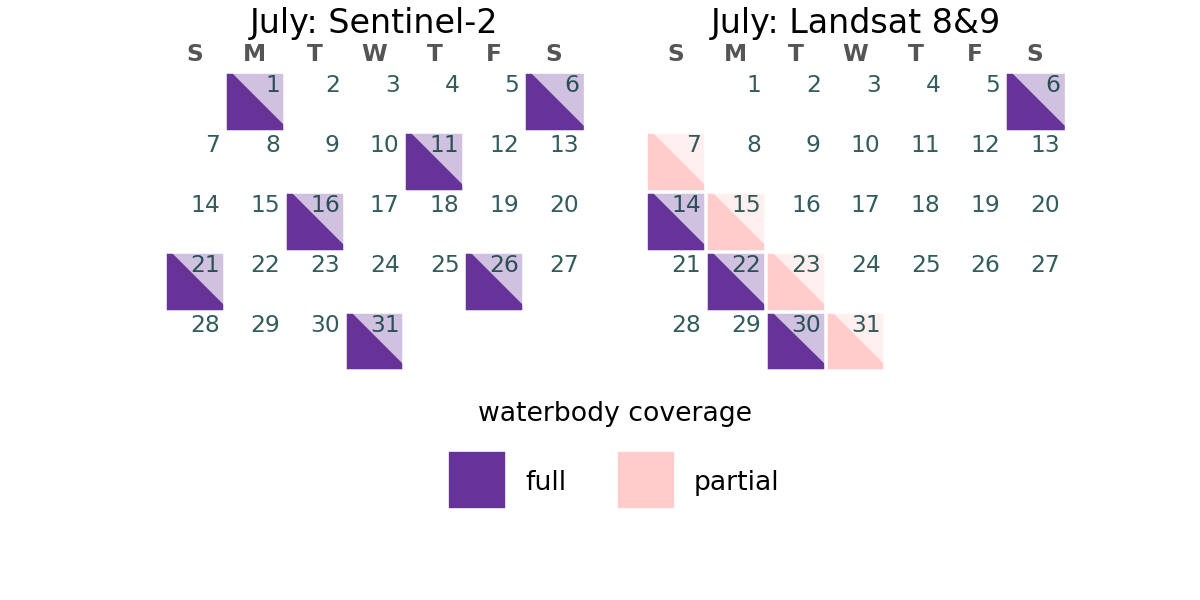 July: Sentinel-2
S M T W T F S
1 2 3 4 5 6
7 8 9 10 11 12 13
14 15 16 17 18 19 20
21 22 23 24 25 26 27
28 29 30 31
July: Landsat 8&9
S M T W T F S
1 2 3 4 5 6
7 8 9 10 11 12 13
14 15 16 17 18 19 20
21 22 23 24 25 26 27
28 29 30 31
waterbody coverage
full
partial